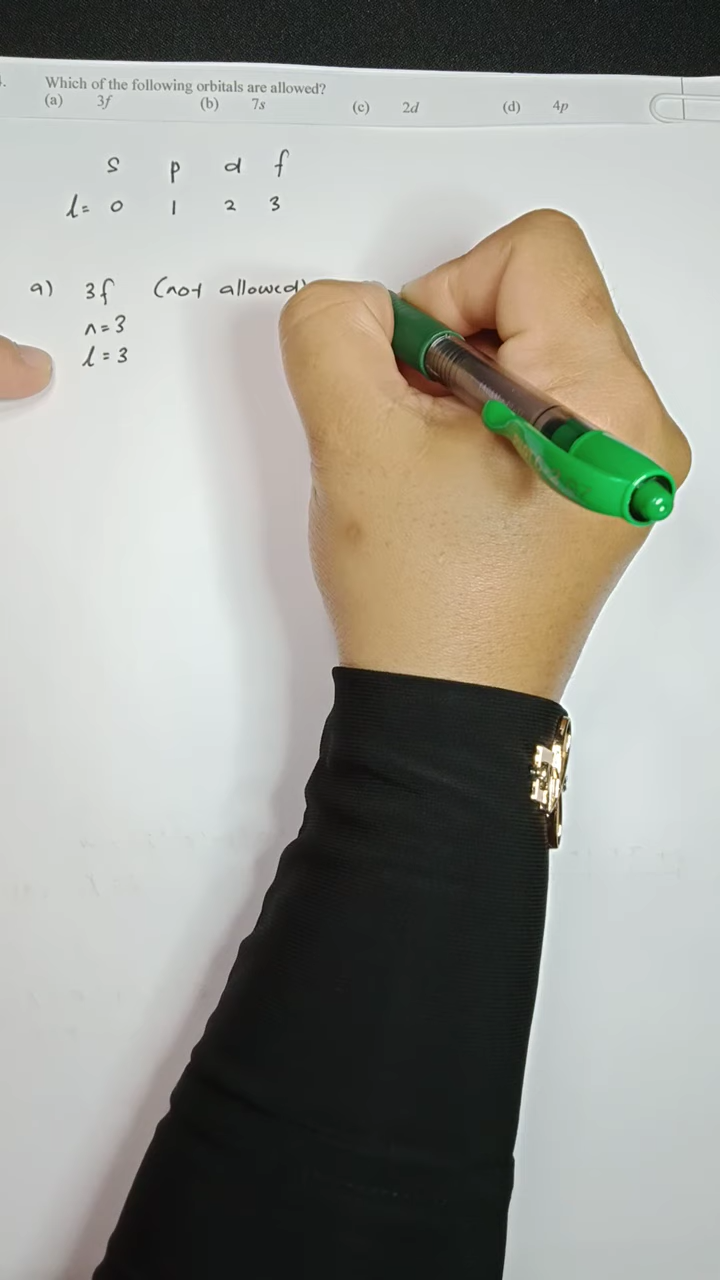 Which of the following orbitals are allowed?
(a) 3f (b) 7s (c) 2d (d) 4p
s p d f
l= 0 1 2 3
a) 3f (not allowed)
n=3
l=3